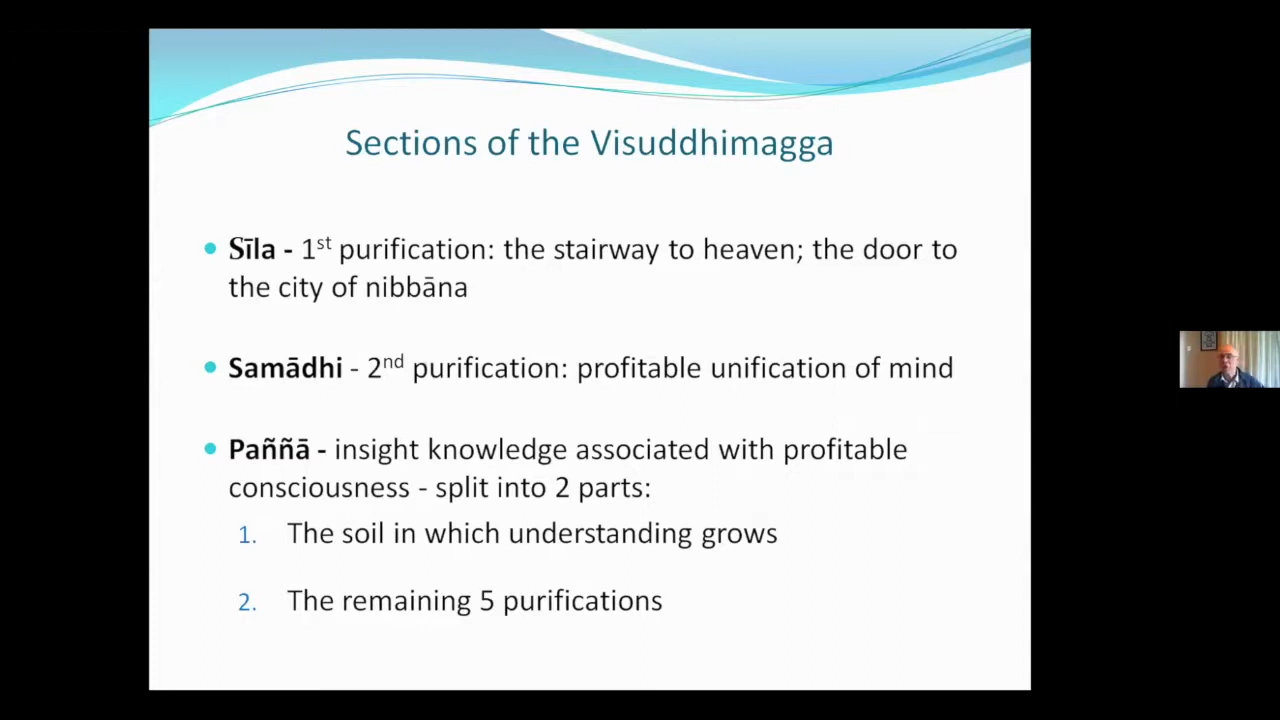 Sections of the Visuddhimagga
• Sīla - 1st purification: the stairway to heaven; the door to
the city of nibbāna
• Samādhi - 2nd purification: profitable unification of mind
• Paññā - insight knowledge associated with profitable
consciousness - split into 2 parts:
1. The soil in which understanding grows
2. The remaining 5 purifications